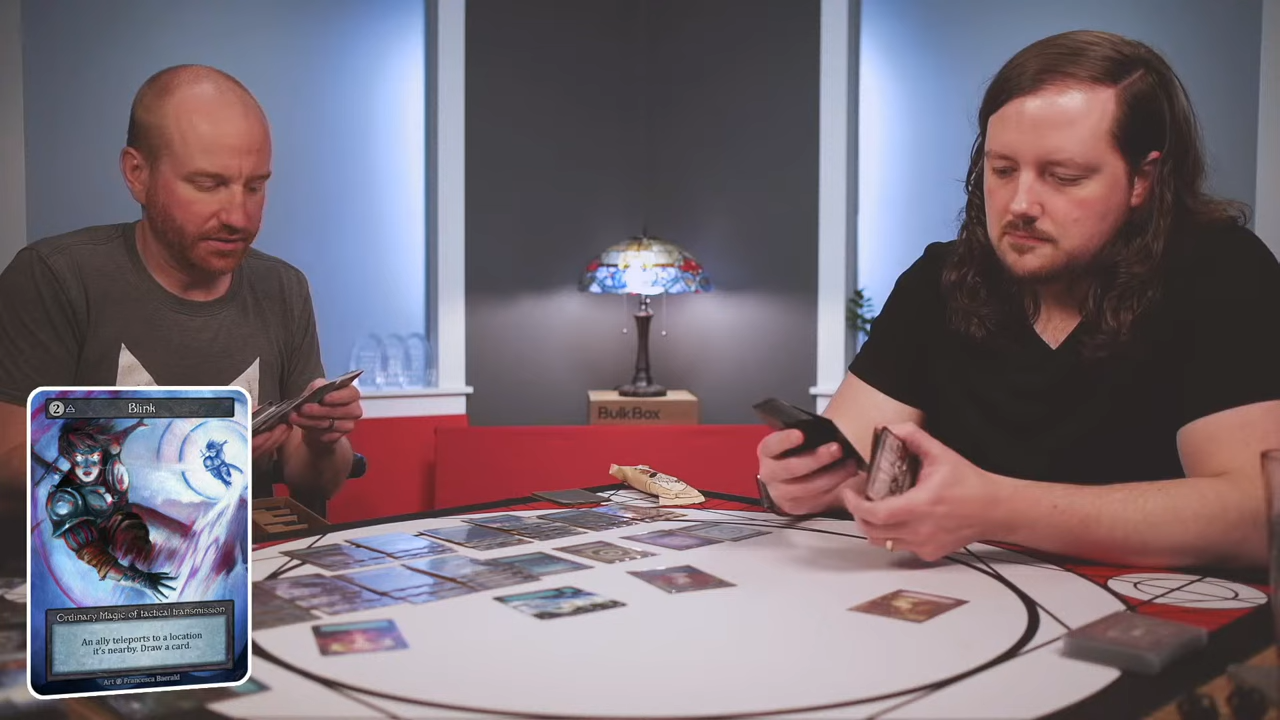 BulkBox
2 Blink
Ordinary Magic of tactical transmission
An ally teleports to a location
it's nearby. Draw a card.
Art @ Francesca Baerald